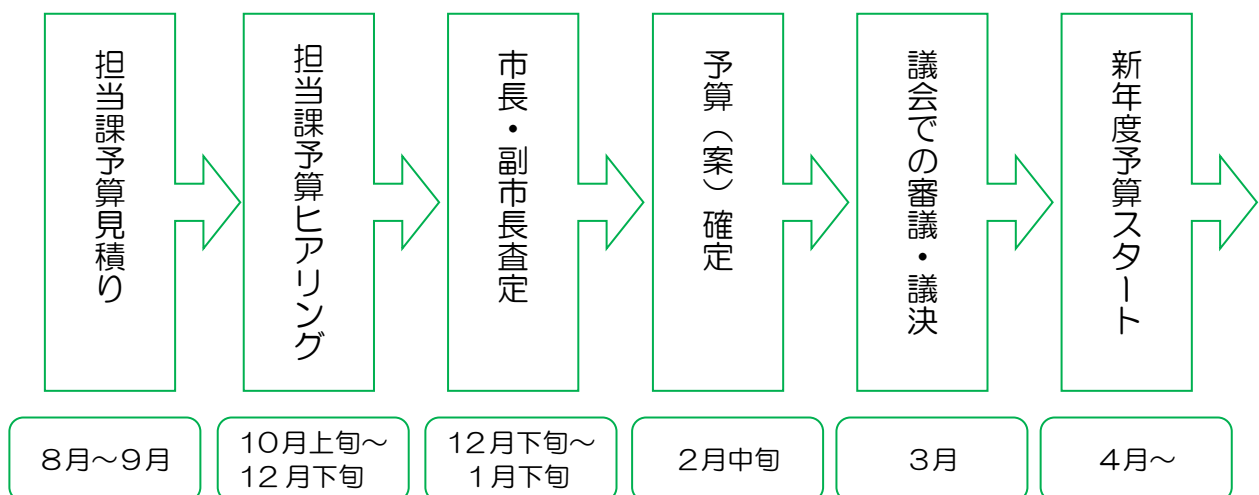 担当課予算見積り
担当課予算ヒアリング
市長・副市長査定
予算（案）確定
議会での審議・議決
新年度予算スタート
8月～9月
10月上旬～
12月下旬
12月下旬～
1月下旬
2月中旬
3月
4月～